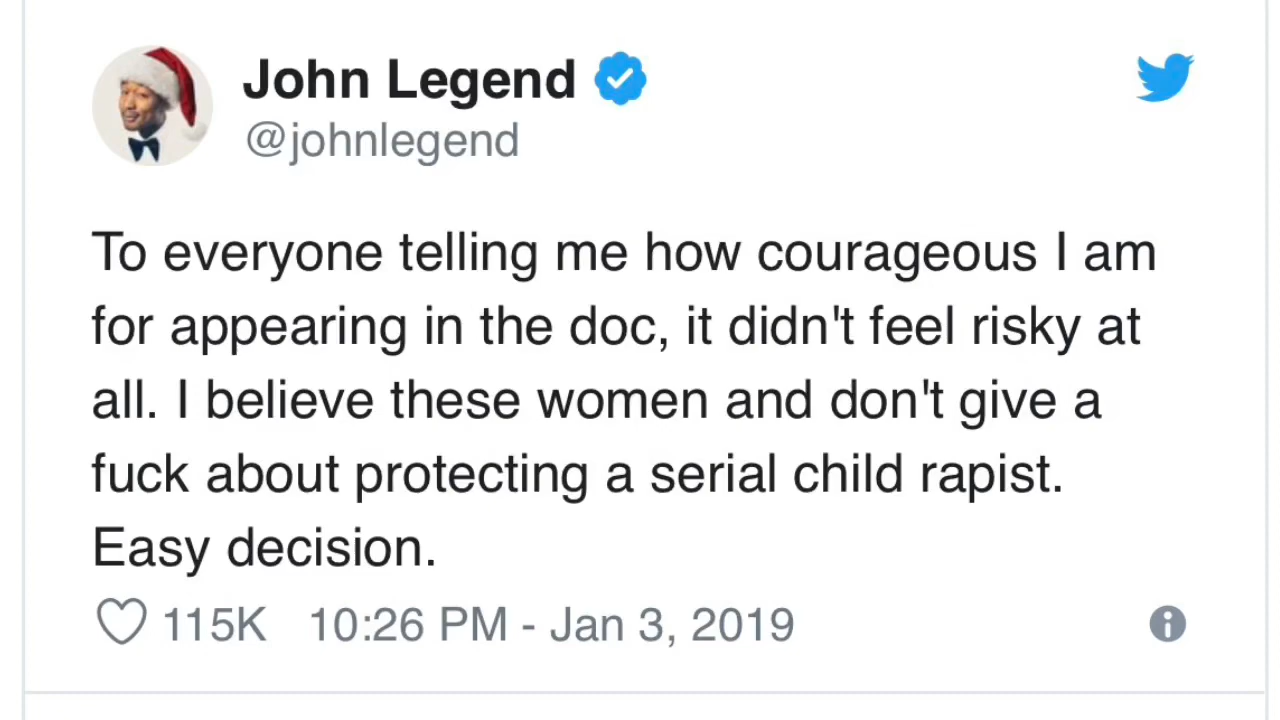 John Legend
@johnlegend
To everyone telling me how courageous I am
for appearing in the doc, it didn't feel risky at
all. I believe these women and don't give a
fuck about protecting a serial child rapist.
Easy decision.
115K 10:26 PM - Jan 3, 2019